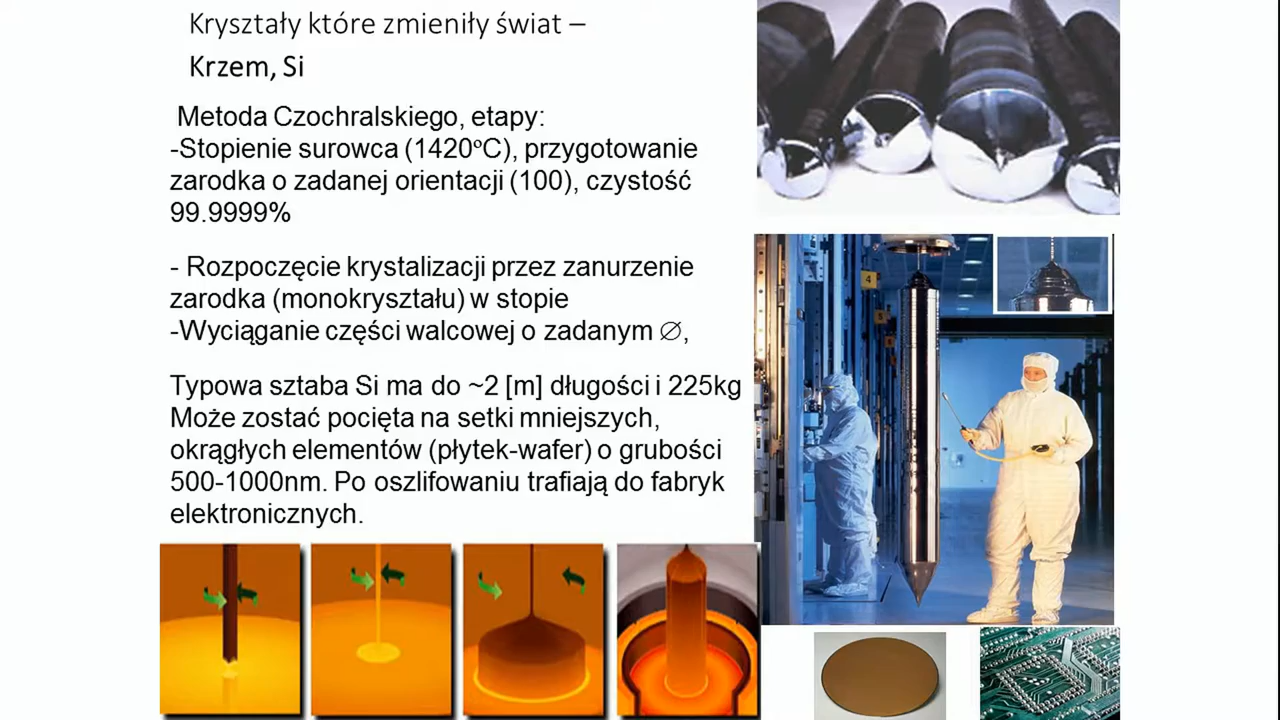 Kryształy które zmieniły świat –
Krzem, Si
Metoda Czochralskiego, etapy:
-Stopienie surowca (1420ºC), przygotowanie
zarodka o zadanej orientacji (100), czystość
99.9999%
- Rozpoczęcie krystalizacji przez zanurzenie
zarodka (monokryształu) w stopie
-Wyciąganie części walcowej o zadanym ∅,
Typowa sztaba Si ma do ~2 [m] długości i 225kg
Może zostać pocięta na setki mniejszych,
okrągłych elementów (płytek-wafer) o grubości
500-1000nm. Po oszlifowaniu trafiają do fabryk
elektronicznych.
4